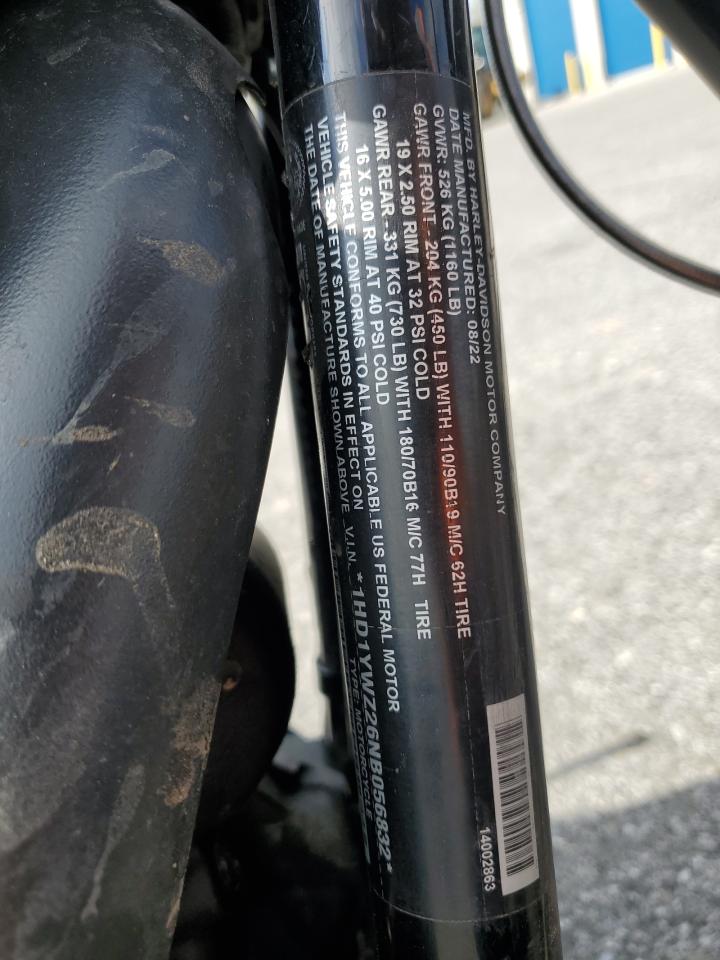 MFD. BY HARLEY-DAVIDSON MOTOR COMPANY
DATE MANUFACTURED: 08/22
GVWR: 526 KG (1160 LB)
GAWR FRONT - 204 KG (450 LB) WITH 110/90B19 M/C 62H TIRE
19 X 2.50 RIM AT 32 PSI COLD
GAWR REAR - 331 KG (730 LB) WITH 180/70B16 M/C 77H TIRE
16 X 5.00 RIM AT 40 PSI COLD
THIS VEHICLE CONFORMS TO ALL APPLICABLE US FEDERAL MOTOR
VEHICLE SAFETY STANDARDS IN EFFECT ON
THE DATE OF MANUFACTURE SHOWN ABOVE V.I.N. *1HD1YWZ26NB056832*
TYPE: MOTORCYCLE
14002863